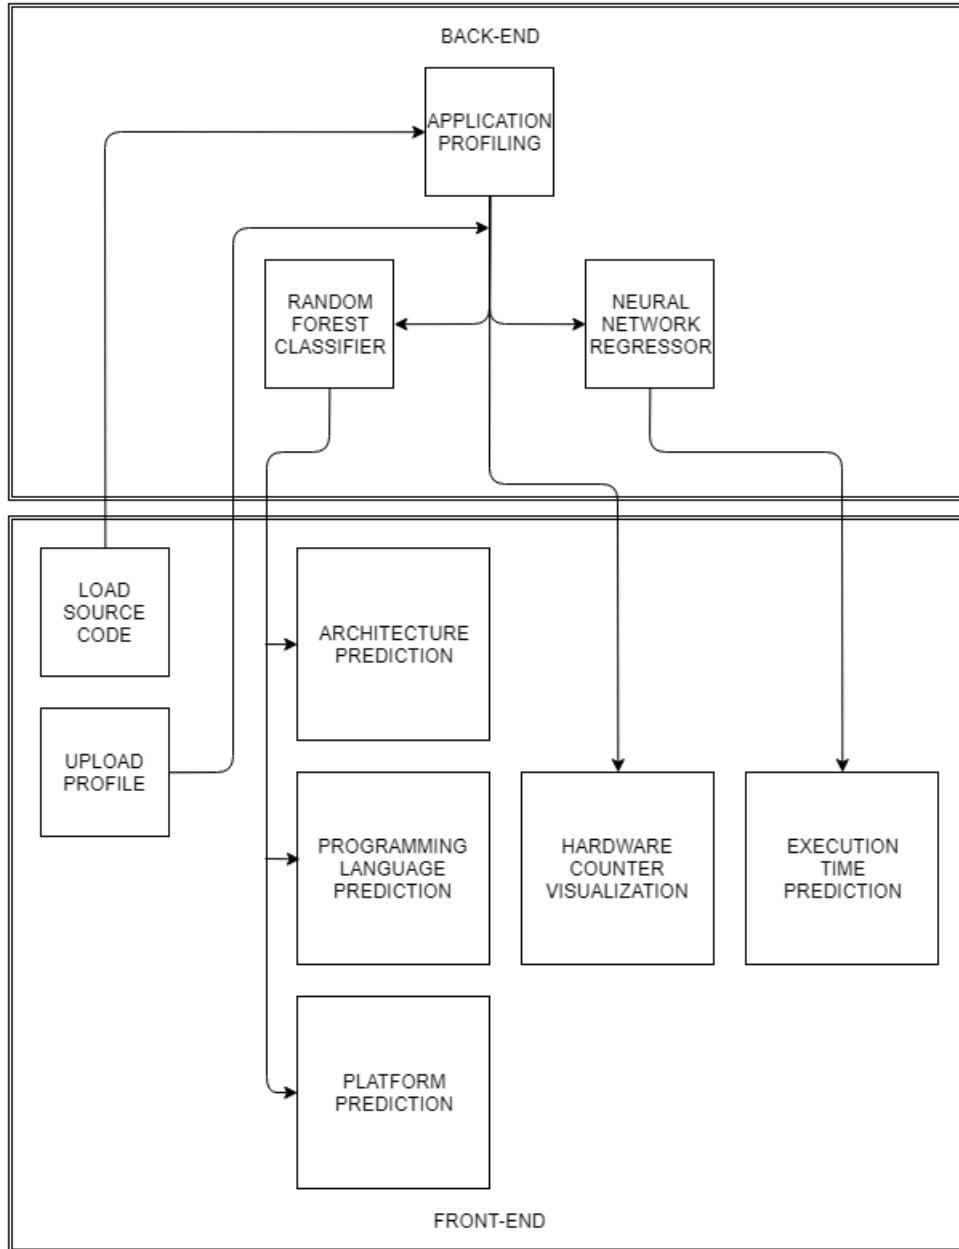 BACK-END
APPLICATION
PROFILING
RANDOM
FOREST
CLASSIFIER
NEURAL
NETWORK
REGRESSOR
LOAD
SOURCE
CODE
UPLOAD
PROFILE
ARCHITECTURE
PREDICTION
PROGRAMMING
LANGUAGE
PREDICTION
HARDWARE
COUNTER
VISUALIZATION
EXECUTION
TIME
PREDICTION
PLATFORM
PREDICTION
FRONT-END